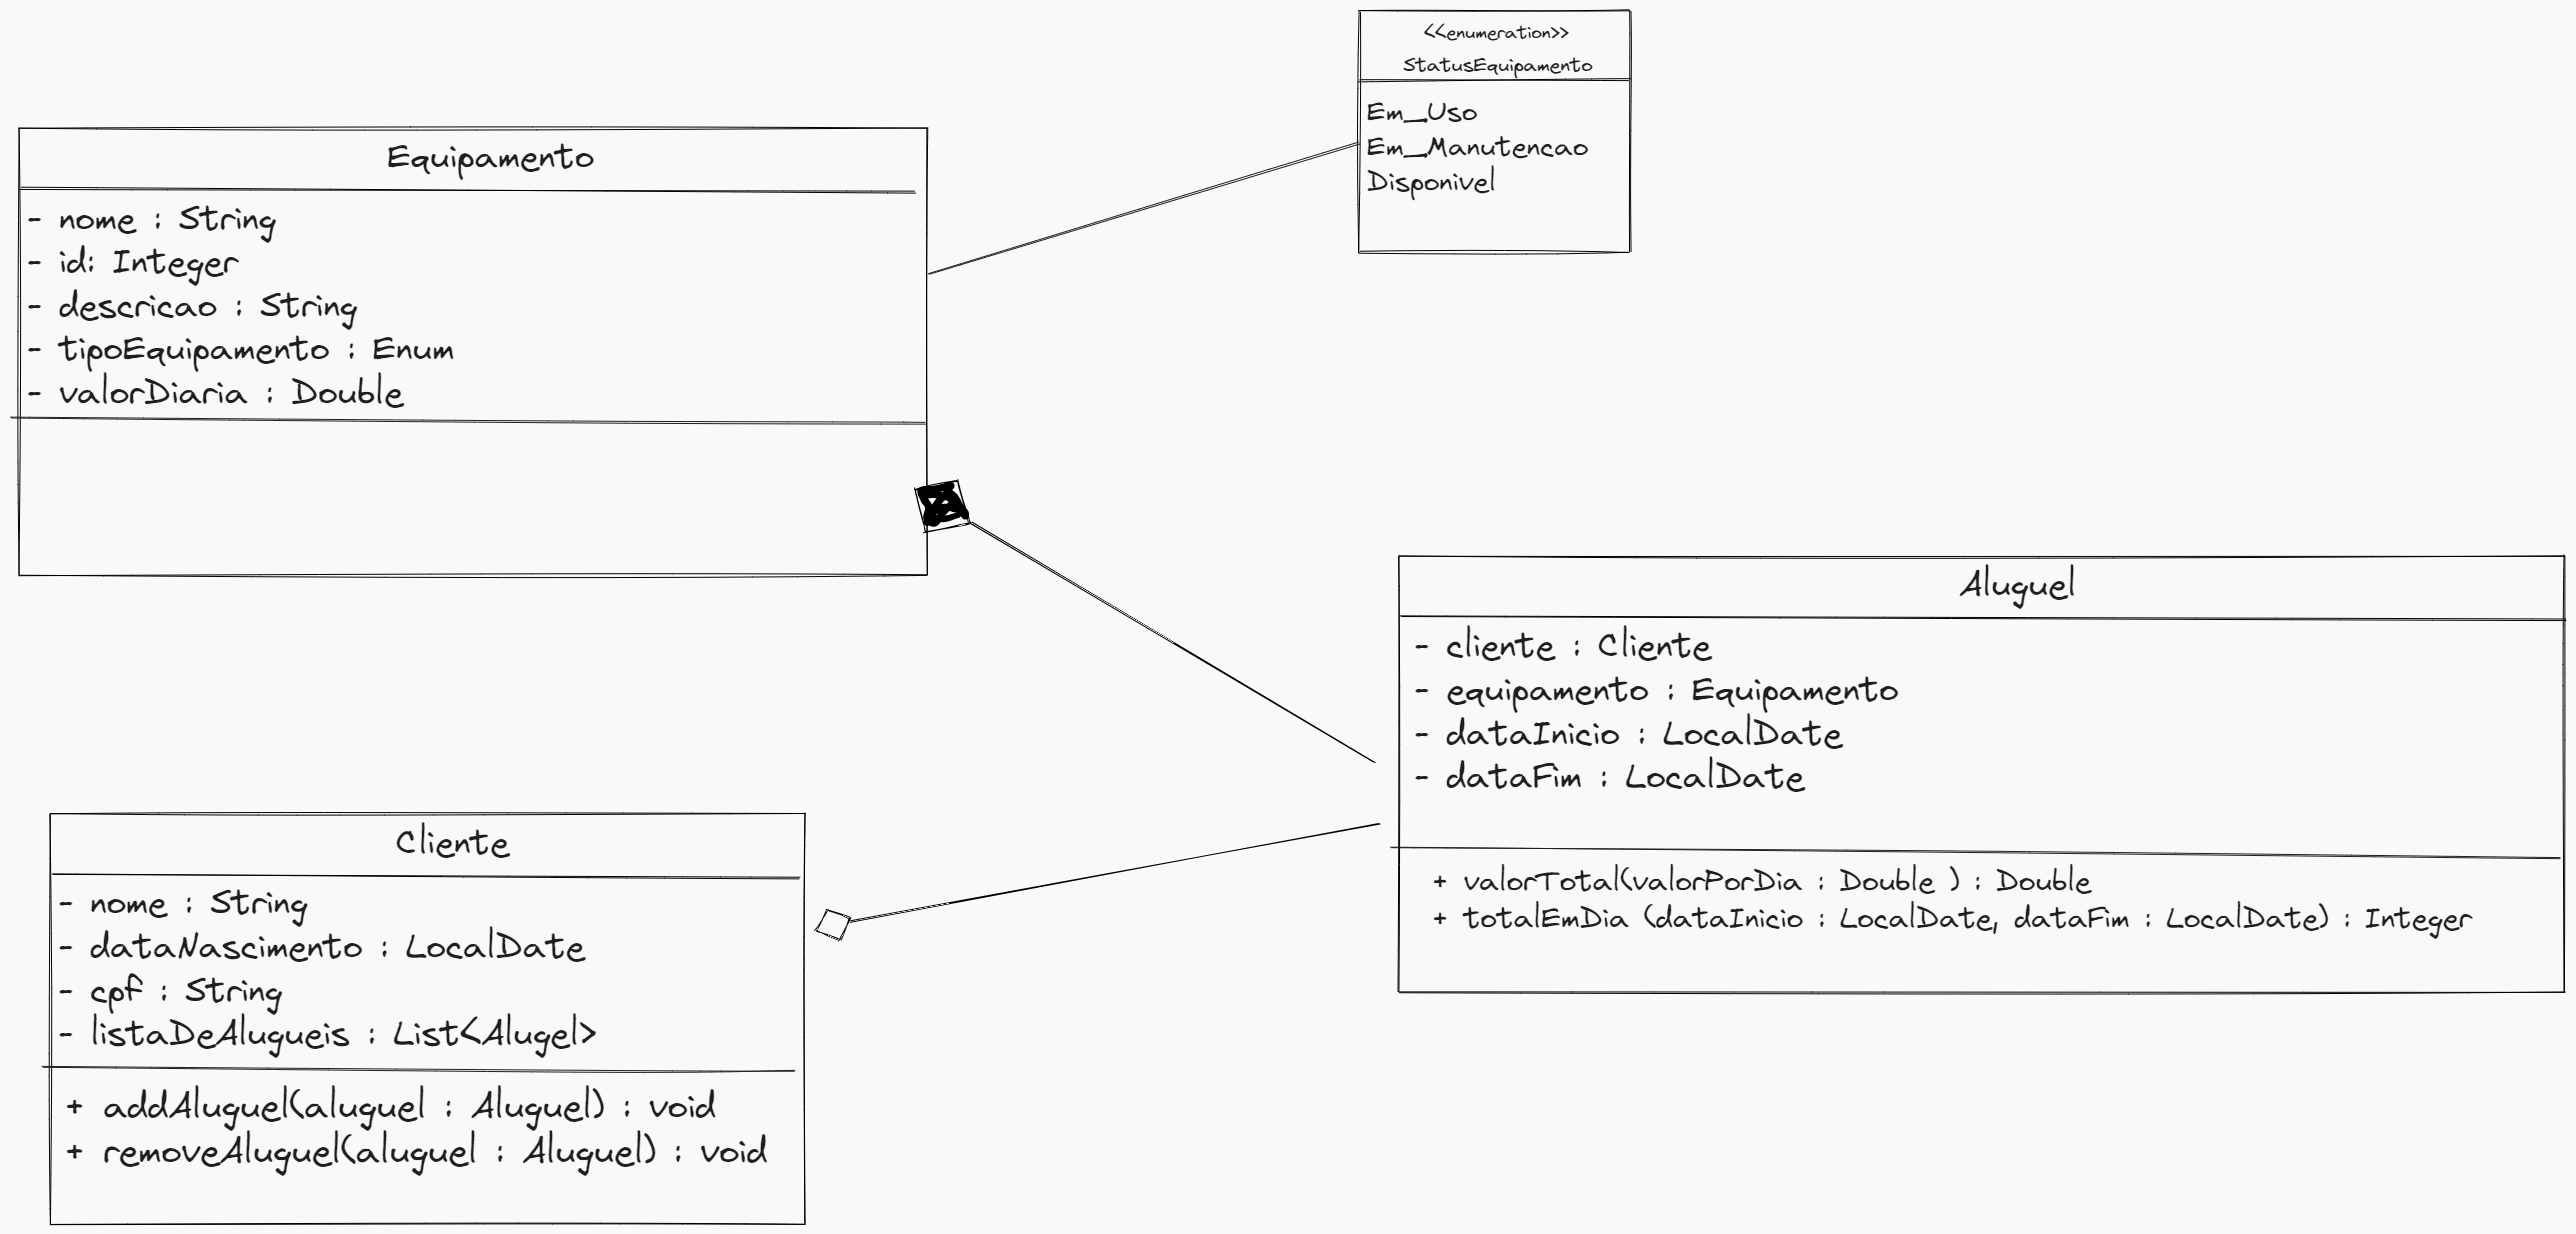 <<enumeration>>
StatusEquipamento
Em_Uso
Em_Manutencao
Disponivel
Equipamento
- nome : String
- id: Integer
- descricao : String
- tipoEquipamento : Enum
- valorDiaria : Double
Aluguel
- cliente : Cliente
- equipamento : Equipamento
- dataInicio : LocalDate
- dataFim : LocalDate
+ valorTotal(valorPorDia : Double ) : Double
+ totalEmDia (dataInicio : LocalDate, dataFim : LocalDate) : Integer
Cliente
- nome : String
- dataNascimento : LocalDate
- cpf : String
- listaDeAlugueis : List<Alugel>
+ addAluguel(aluguel : Aluguel) : void
+ removeAluguel(aluguel : Aluguel) : void